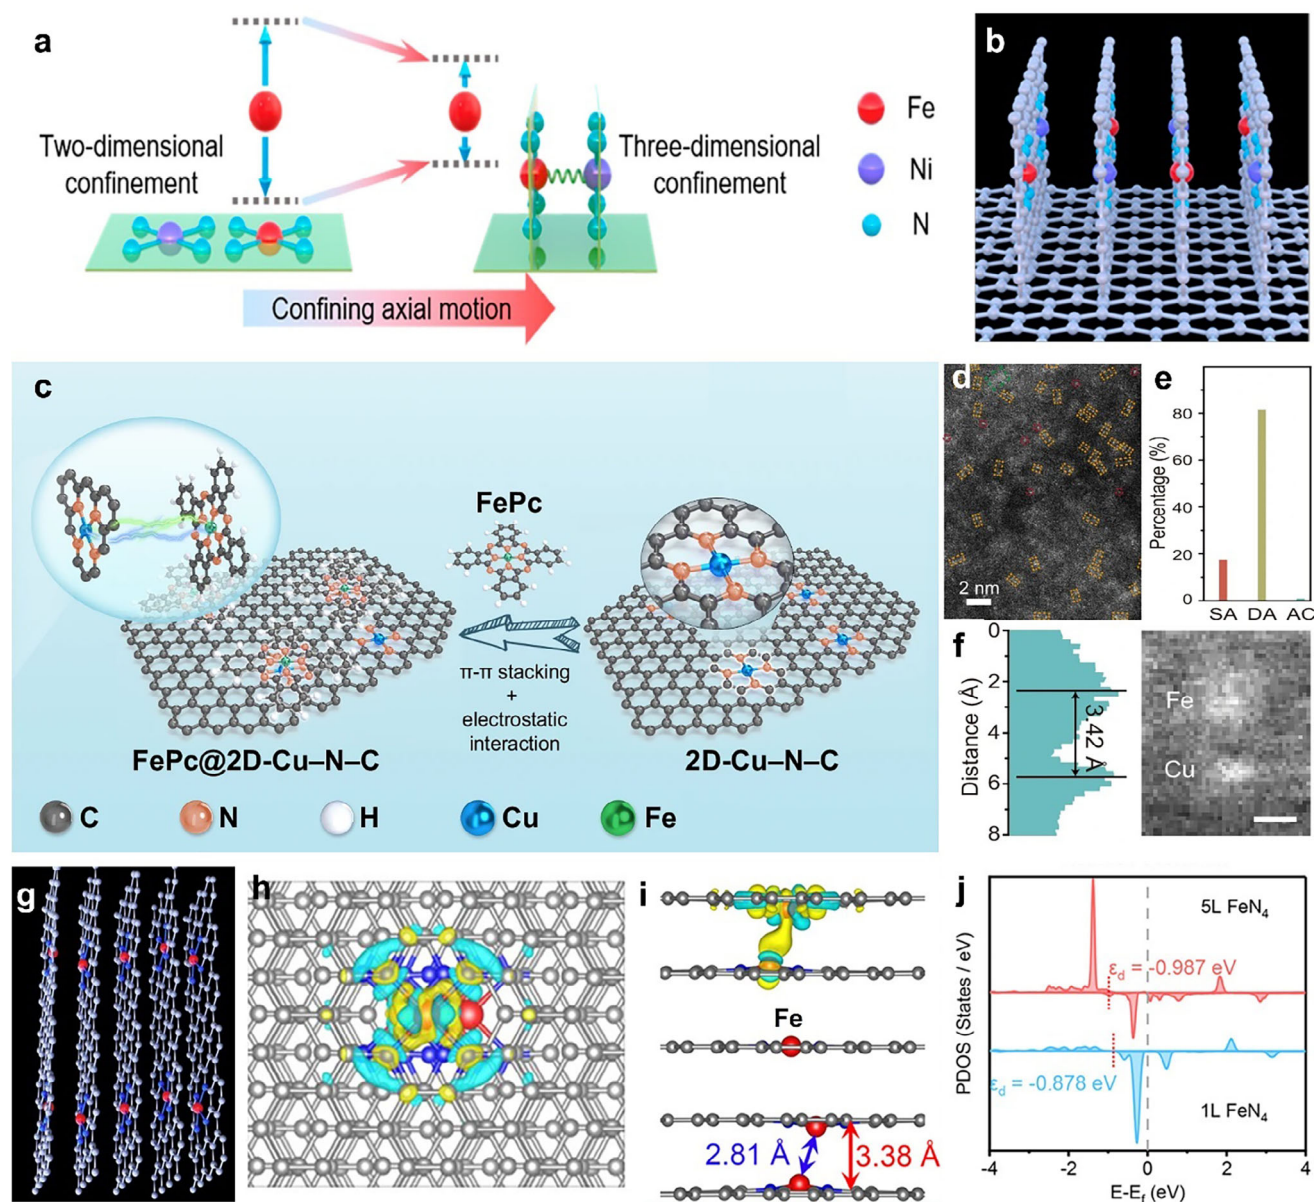 a
Two-dimensional
confinement
Three-dimensional
confinement
Confining axial motion
Fe
Ni
N
b
c
FePc
π-π stacking
+
electrostatic
interaction
FePc@2D-Cu–N–C
2D-Cu–N–C
C
N
H
Cu
Fe
d
2 nm
e
Percentage (%)
80
60
40
20
0
SA DA AC
f
Distance (Å)
0
2
4
6
8
3.42 Å
Fe
Cu
g
h
i
Fe
2.81 Å
3.38 Å
j
PDOS (States / eV)
5L FeN₄
ε_d = -0.987 eV
ε_d = -0.878 eV
1L FeN₄
-4 -2 0 2 4
E-E_f (eV)